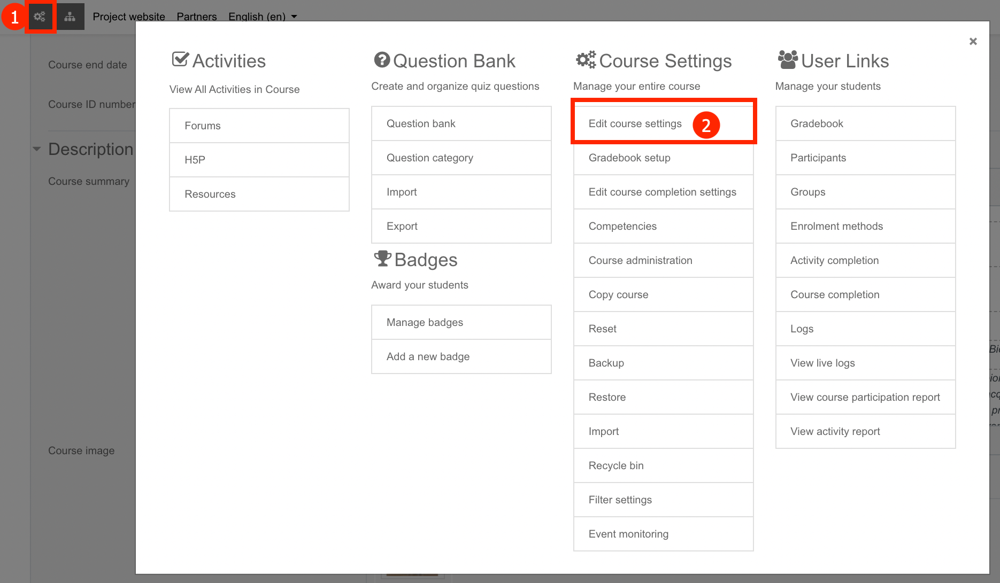 1
Project website
Partners
English (en)
Course end date
Course ID number
Description
Course summary
Course image
Activities
View All Activities in Course
Forums
H5P
Resources
Question Bank
Create and organize quiz questions
Question bank
Question category
Import
Export
Badges
Award your students
Manage badges
Add a new badge
Course Settings
Manage your entire course
Edit course settings 2
Gradebook setup
Edit course completion settings
Competencies
Course administration
Copy course
Reset
Backup
Restore
Import
Recycle bin
Filter settings
Event monitoring
User Links
Manage your students
Gradebook
Participants
Groups
Enrolment methods
Activity completion
Course completion
Logs
View live logs
View course participation report
View activity report